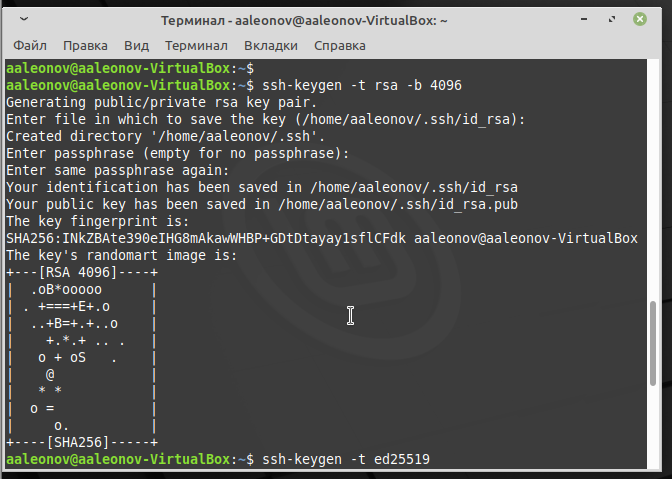 Терминал - aaleonov@aaleonov-VirtualBox: ~
Файл Правка Вид Терминал Вкладки Справка
aaleonov@aaleonov-VirtualBox:~$
aaleonov@aaleonov-VirtualBox:~$ ssh-keygen -t rsa -b 4096
Generating public/private rsa key pair.
Enter file in which to save the key (/home/aaleonov/.ssh/id_rsa):
Created directory '/home/aaleonov/.ssh'.
Enter passphrase (empty for no passphrase):
Enter same passphrase again:
Your identification has been saved in /home/aaleonov/.ssh/id_rsa
Your public key has been saved in /home/aaleonov/.ssh/id_rsa.pub
The key fingerprint is:
SHA256:INkZBAte390eIHG8mAkawWHBP+GDtDtayay1sflCFdk aaleonov@aaleonov-VirtualBox
The key's randomart image is:
+---[RSA 4096]----+
|  .oB*ooooo      |
| . +===+E+.o     |
|  ..+B=+.+..o    |
|    +.*.+ .. .   |
|   o + oS   .    |
|    @            |
|   * *           |
|  o =            |
|     o.          |
+----[SHA256]-----+
aaleonov@aaleonov-VirtualBox:~$ ssh-keygen -t ed25519